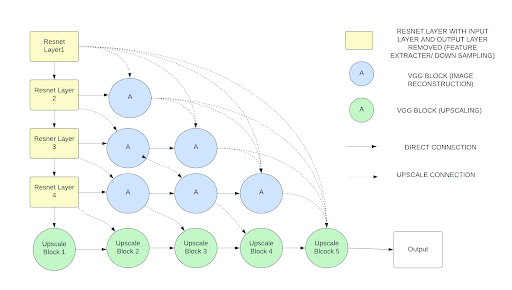 Resnet
Layer1
Resnet Layer
2
Resnet Layer
3
Resnet Layer
4
A
A
A
A
A
A
Upscale
Block 1
Upscale
Block 2
Upscale
Block 3
Upscale
Block 4
Upscale
Block 5
Output
RESNET LAYER WITH INPUT
LAYER AND OUTPUT LAYER
REMOVED (FEATURE
EXTRACTER/ DOWN SAMPLING)
A
VGG BLOCK (IMAGE
RECONSTRUCTION)
A
VGG BLOCK (UPSCALING)
DIRECT CONNECTION
UPSCALE CONNECTION